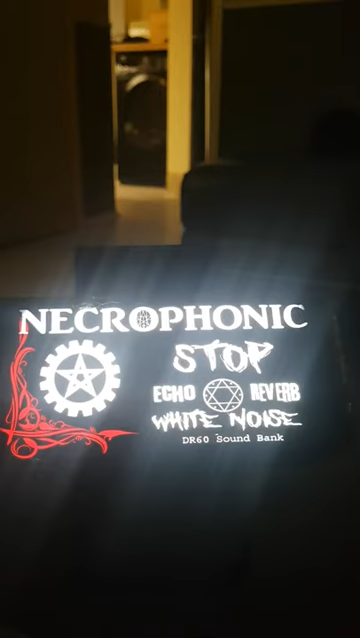 NECROPHONIC
STOP
ECHO REVERB
WHITE NOISE
DR60 Sound Bank